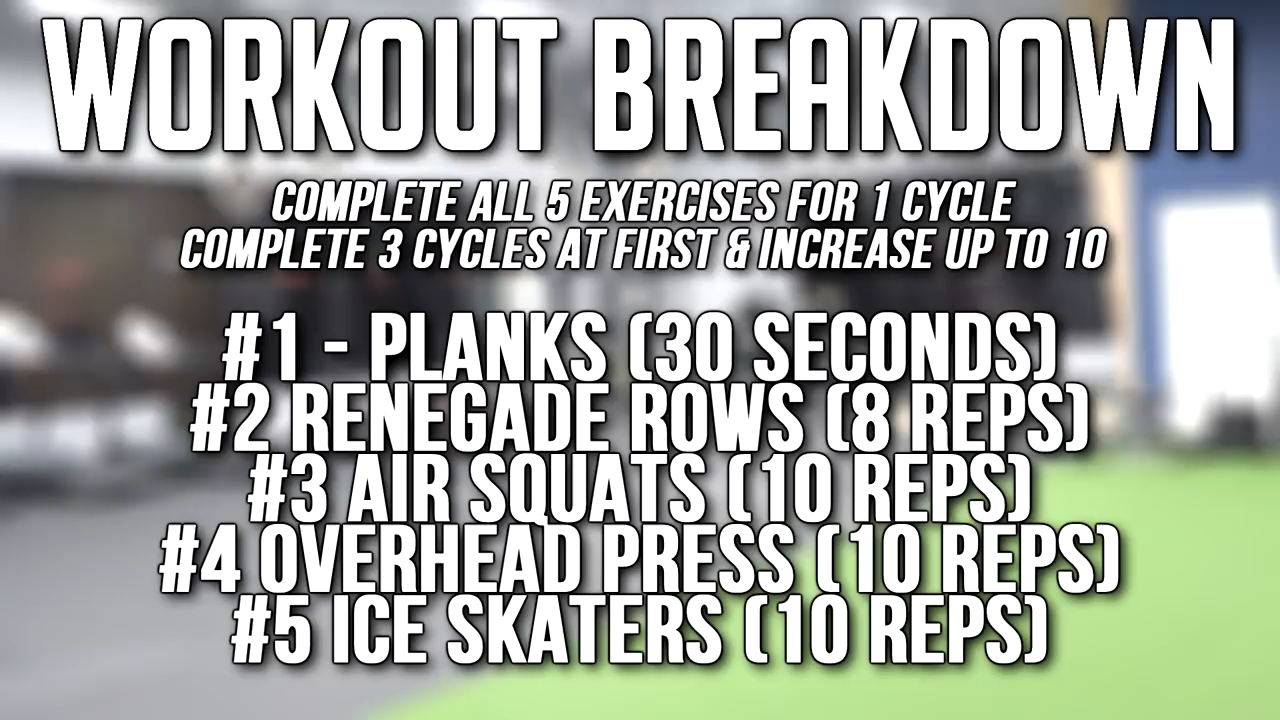 WORKOUT BREAKDOWN
COMPLETE ALL 5 EXERCISES FOR 1 CYCLE
COMPLETE 3 CYCLES AT FIRST & INCREASE UP TO 10
#1 - PLANKS (30 SECONDS)
#2 RENEGADE ROWS (8 REPS)
#3 AIR SQUATS (10 REPS)
#4 OVERHEAD PRESS (10 REPS)
#5 ICE SKATERS (10 REPS)